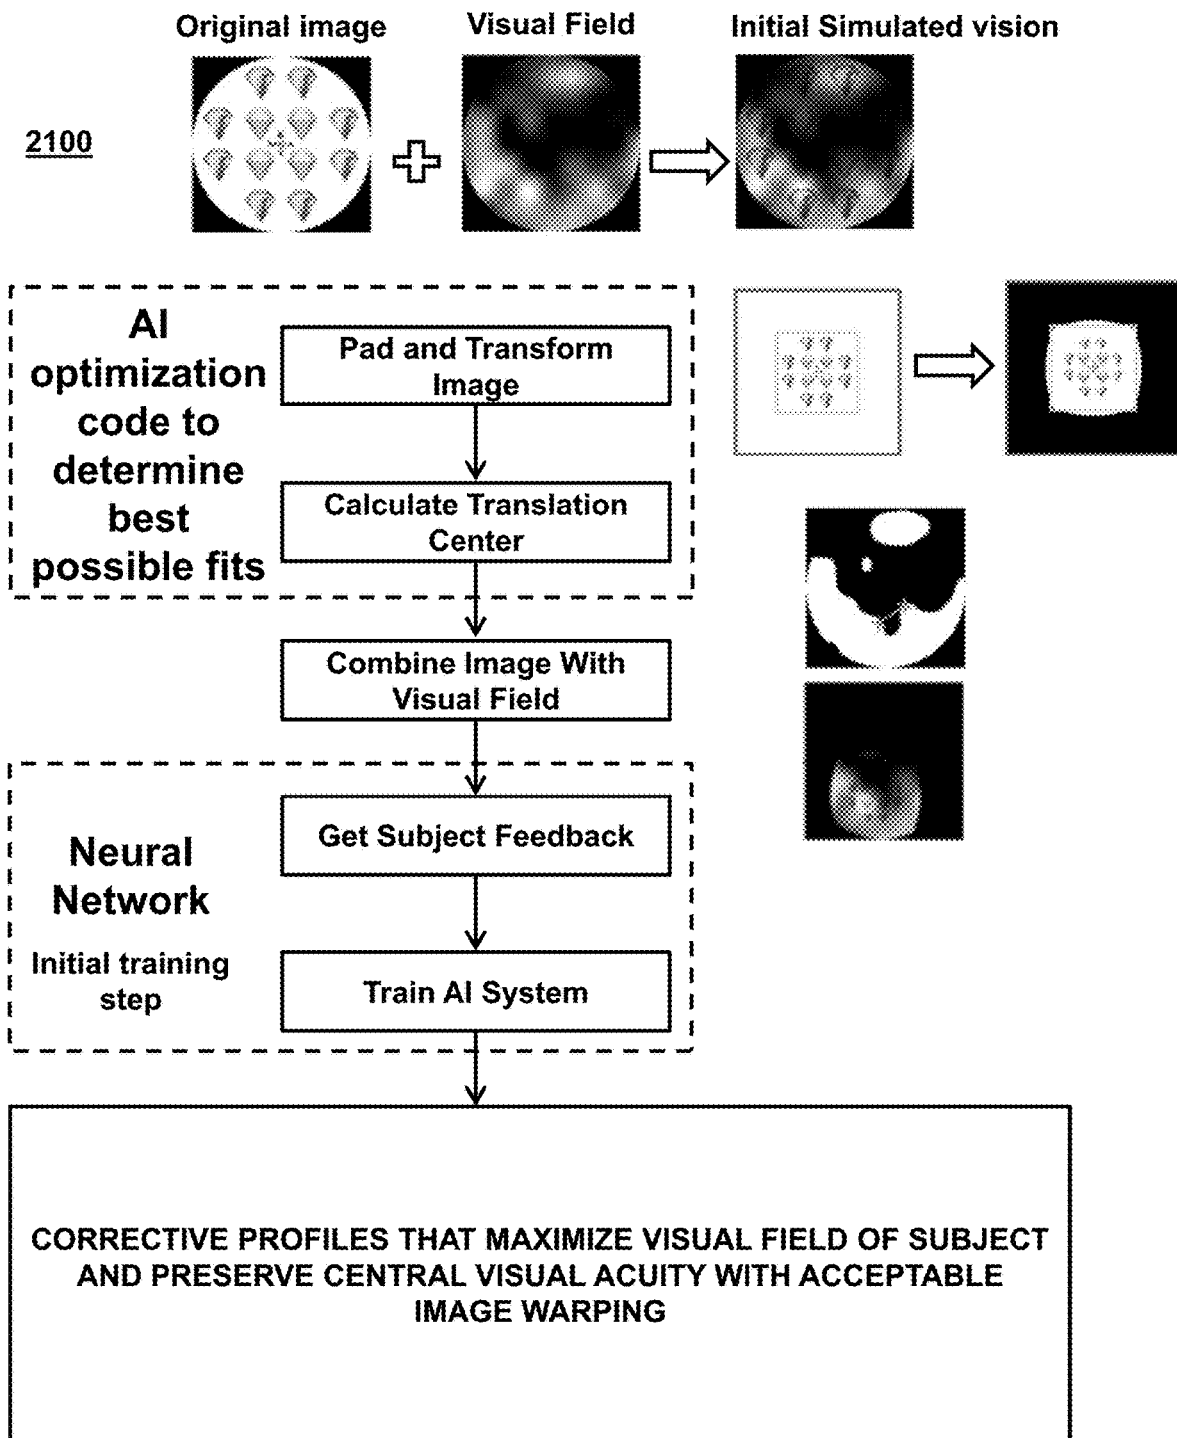 Original image
Visual Field
Initial Simulated vision
2100
AI
optimization
code to
determine
best
possible fits
Pad and Transform
Image
Calculate Translation
Center
Combine Image With
Visual Field
Neural
Network
Initial training
step
Get Subject Feedback
Train AI System
CORRECTIVE PROFILES THAT MAXIMIZE VISUAL FIELD OF SUBJECT
AND PRESERVE CENTRAL VISUAL ACUITY WITH ACCEPTABLE
IMAGE WARPING